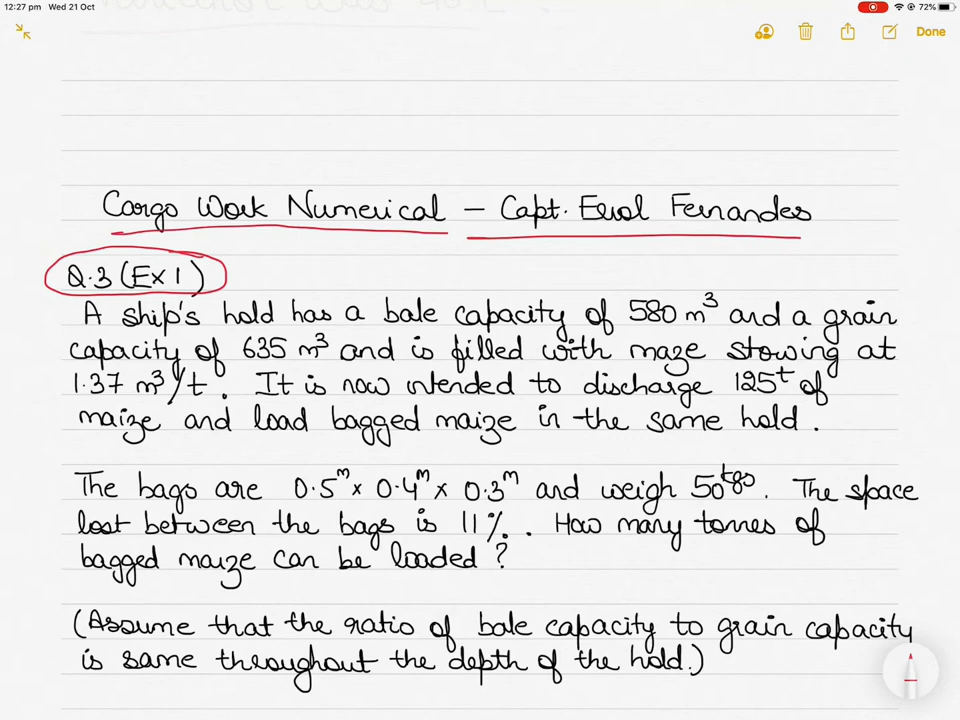 12:27 pm Wed 21 Oct 72%
Done
Cargo Work Numerical - Capt. Errol Fernandes
Q.3 (Ex 1)
A ship's hold has a bale capacity of 580 m³ and a grain
capacity of 635 m³ and is filled with maze stowing at
1.37 m³/t. It is now intended to discharge 125t of
maize and load bagged maize in the same hold.
The bags are 0.5m x 0.4m x 0.3m and weigh 50kgs. The space
lost between the bags is 11%. How many tonnes of
bagged maize can be loaded?
(Assume that the ratio of bale capacity to grain capacity
is same throughout the depth of the hold.)